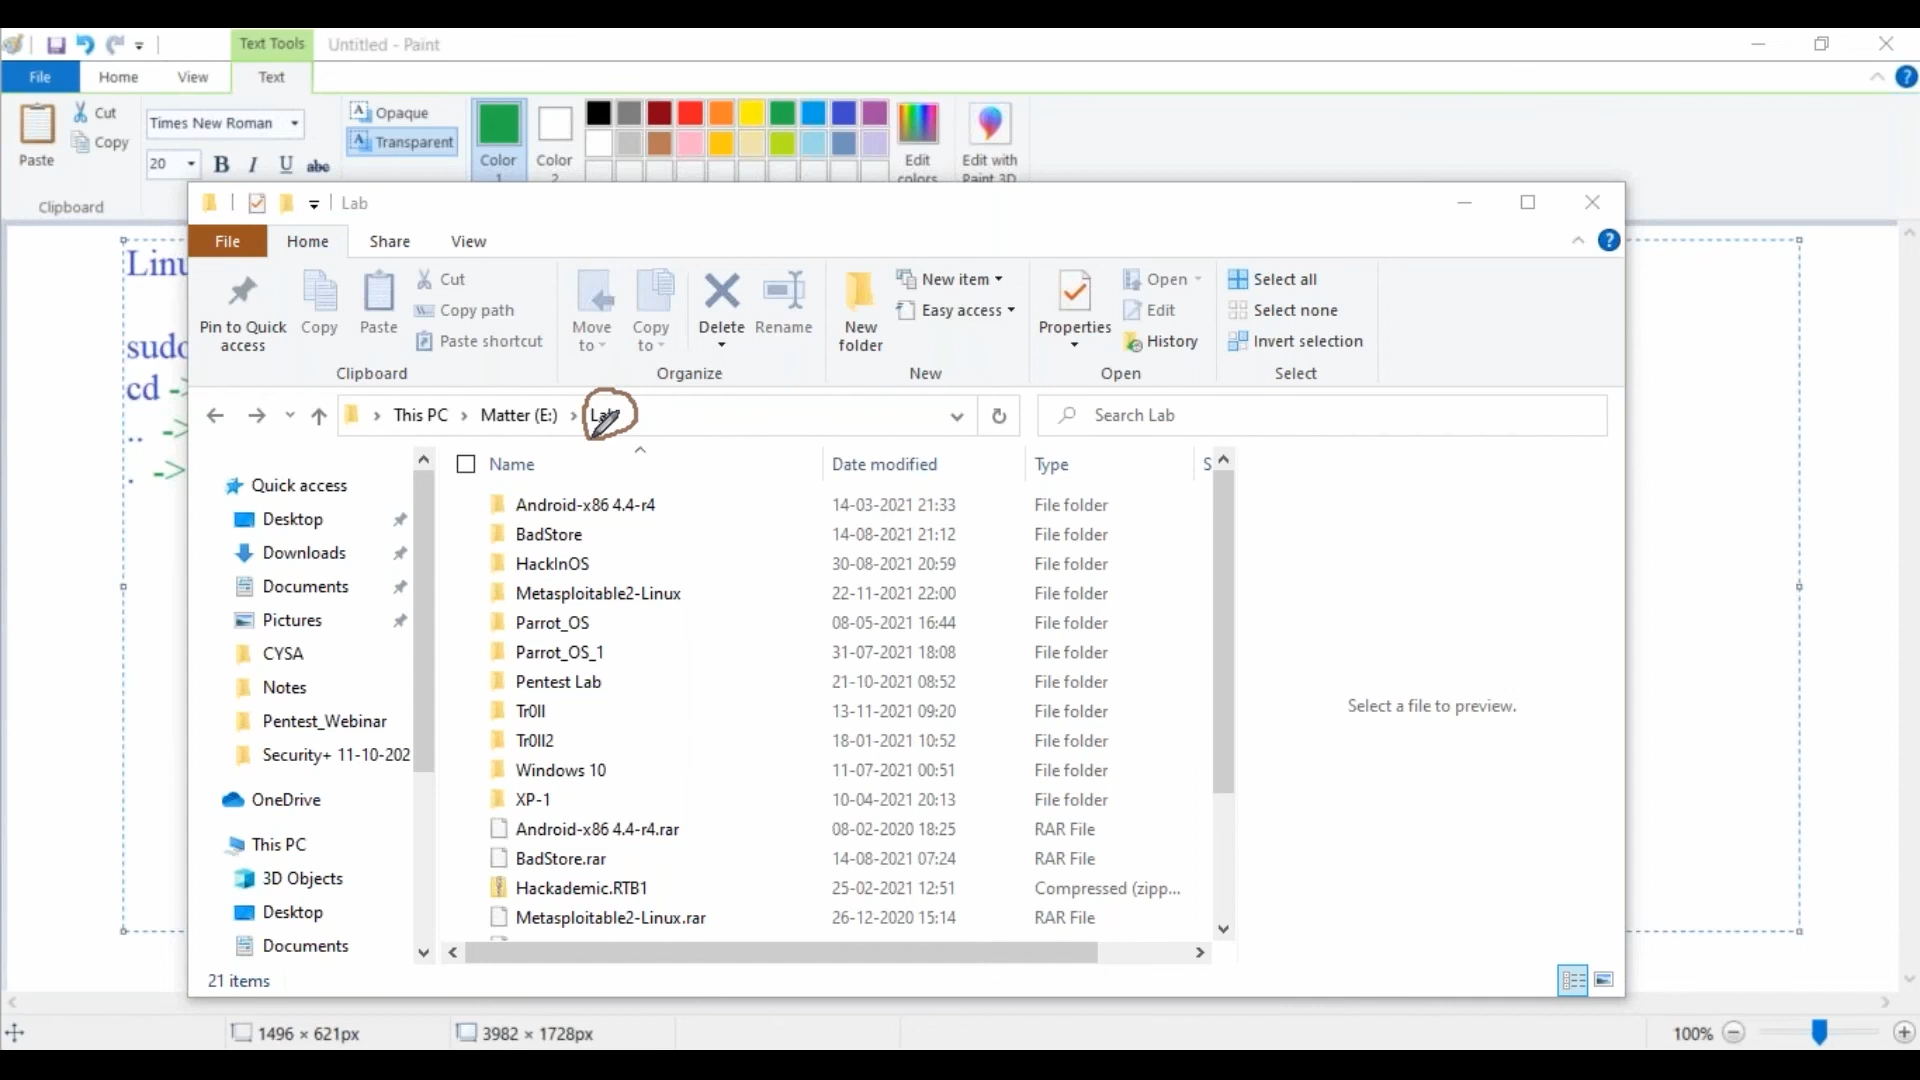 Text Tools Untitled - Paint
File Home View Text
Paste Cut Copy Clipboard
Times New Roman
20 B I U abc
Opaque
Transparent
Color 1 Color 2
Edit colors
Edit with Paint 3D
Linu
sudo
cd ->
.. ->
. ->
Lab
File Home Share View
Pin to Quick access Copy Paste Cut Copy path Paste shortcut
Clipboard
Move to Copy to Delete Rename
Organize
New folder New item Easy access
New
Properties Open Edit History
Open
Select all Select none Invert selection
Select
This PC Matter (E:) Lab
Search Lab
Quick access
Desktop
Downloads
Documents
Pictures
CYSA
Notes
Pentest_Webinar
Security+ 11-10-202
OneDrive
This PC
3D Objects
Desktop
Documents
Name Date modified Type S
Android-x86 4.4-r4 14-03-2021 21:33 File folder
BadStore 14-08-2021 21:12 File folder
HackInOS 30-08-2021 20:59 File folder
Metasploitable2-Linux 22-11-2021 22:00 File folder
Parrot_OS 08-05-2021 16:44 File folder
Parrot_OS_1 31-07-2021 18:08 File folder
Pentest Lab 21-10-2021 08:52 File folder
Tr0ll 13-11-2021 09:20 File folder
Tr0ll2 18-01-2021 10:52 File folder
Windows 10 11-07-2021 00:51 File folder
XP-1 10-04-2021 20:13 File folder
Android-x86 4.4-r4.rar 08-02-2020 18:25 RAR File
BadStore.rar 14-08-2021 07:24 RAR File
Hackademic.RTB1 25-02-2021 12:51 Compressed (zipp...
Metasploitable2-Linux.rar 26-12-2020 15:14 RAR File
Select a file to preview.
21 items
1496 × 621px 3982 × 1728px 100%